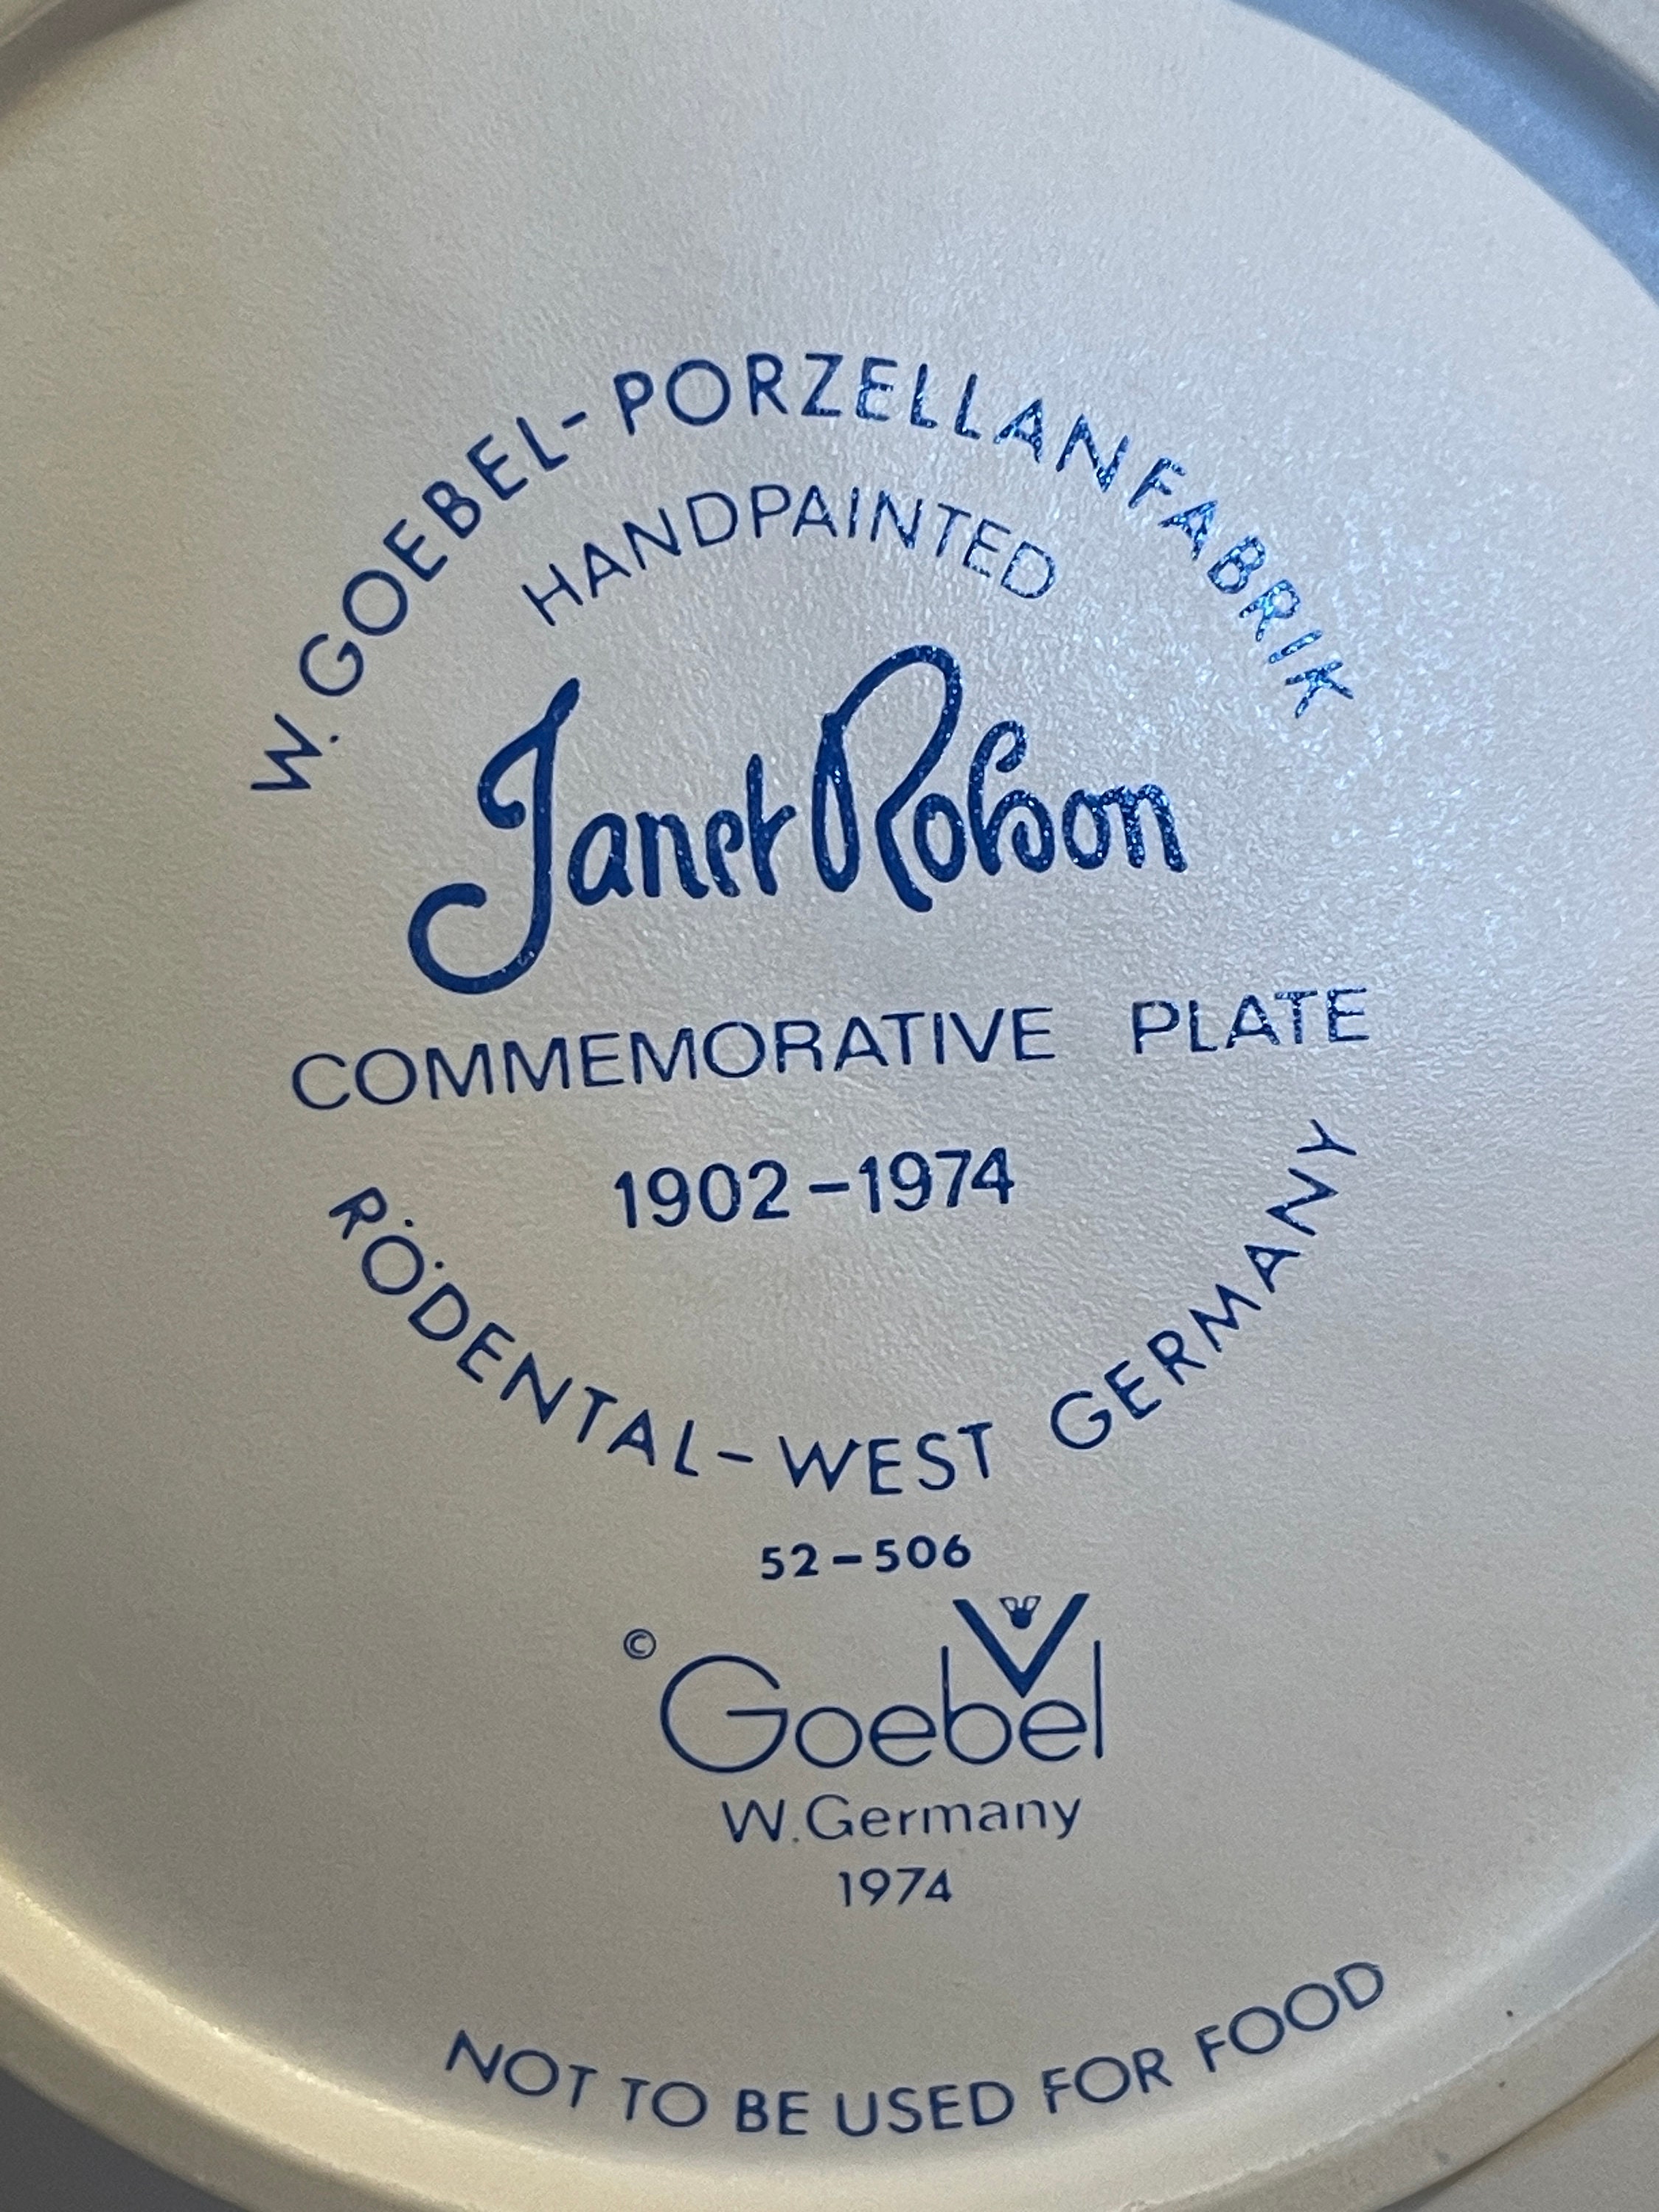 W. GOEBEL-PORZELLANFABRIK
HANDPAINTED
Janet Robson
COMMEMORATIVE PLATE
1902-1974
RÖDENTAL-WEST GERMANY
52-506
© Goebel
W. Germany
1974
NOT TO BE USED FOR FOOD